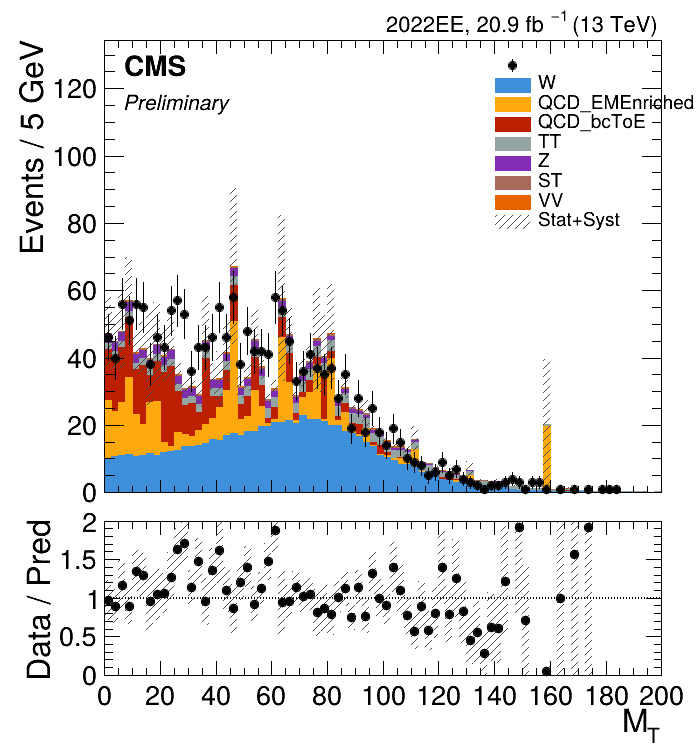 2022EE, 20.9 fb⁻¹ (13 TeV)
CMS
Preliminary
W
QCD_EMEnriched
QCD_bcToE
TT
Z
ST
VV
Stat+Syst
Events / 5 GeV
120
100
80
60
40
20
0
Data / Pred
2
1.5
1
0.5
0
0 20 40 60 80 100 120 140 160 180 200
M_T